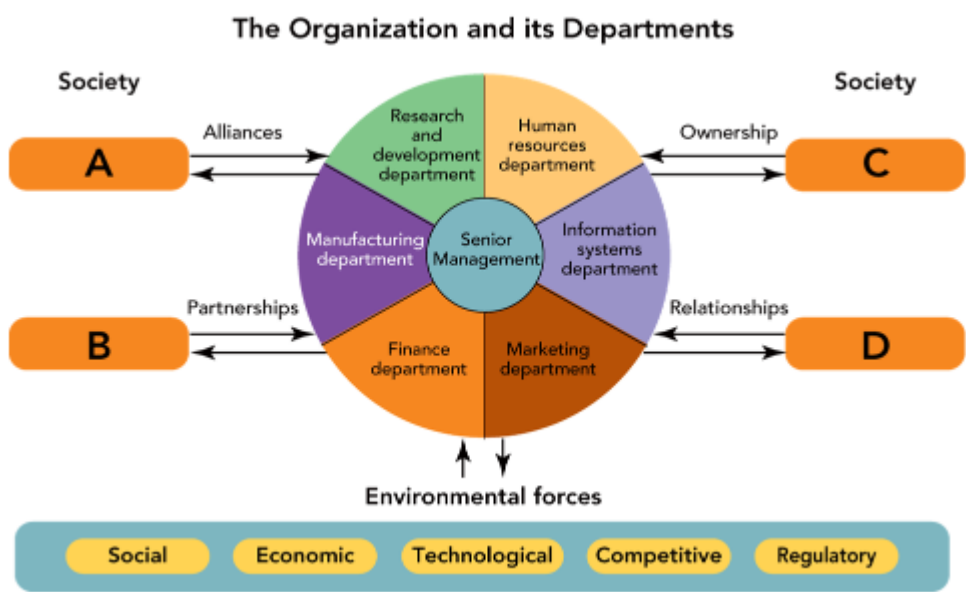 The Organization and its Departments
Society
Society
A
Alliances
Research
and
development
department
Human
resources
department
Ownership
C
Manufacturing
department
Senior
Management
Information
systems
department
B
Partnerships
Finance
department
Marketing
department
Relationships
D
Environmental forces
Social
Economic
Technological
Competitive
Regulatory